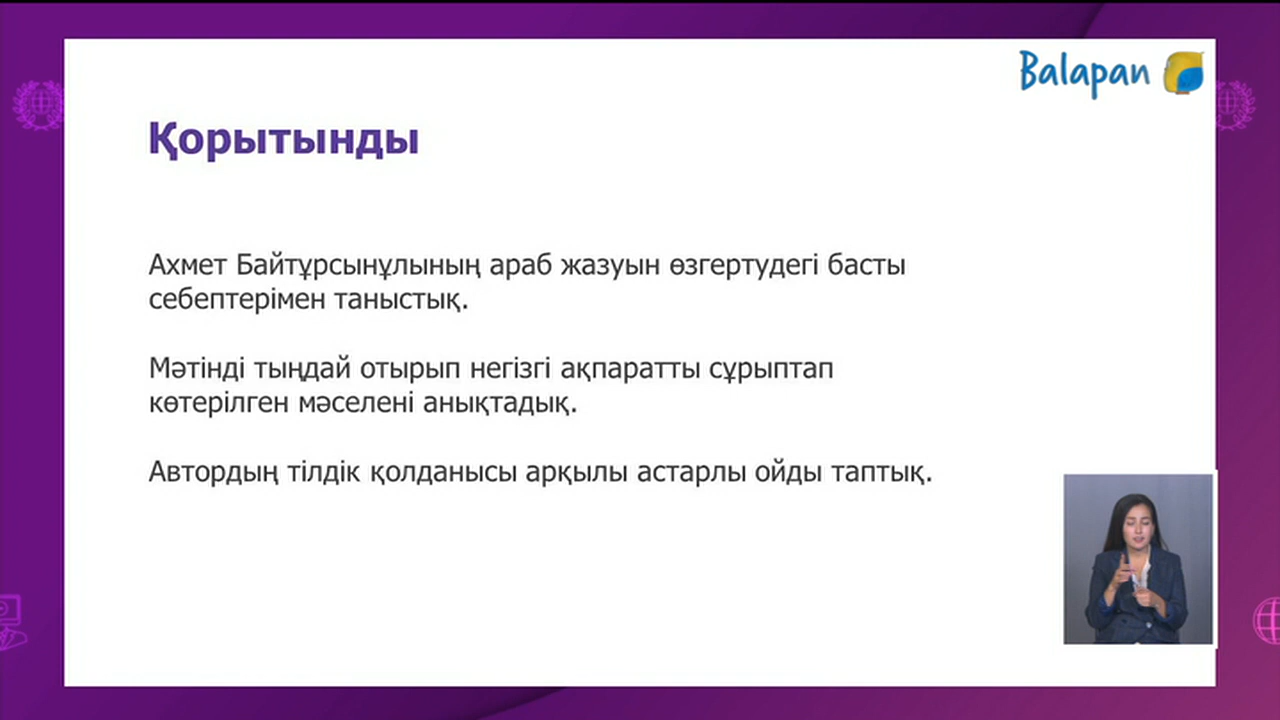 Balapan
Қорытынды
Ахмет Байтұрсынұлының араб жазуын өзгертудегі басты
себептерімен таныстық.
Мәтінді тыңдай отырып негізгі ақпаратты сұрыптап
көтерілген мәселені анықтадық.
Автордың тілдік қолданысы арқылы астарлы ойды таптық.